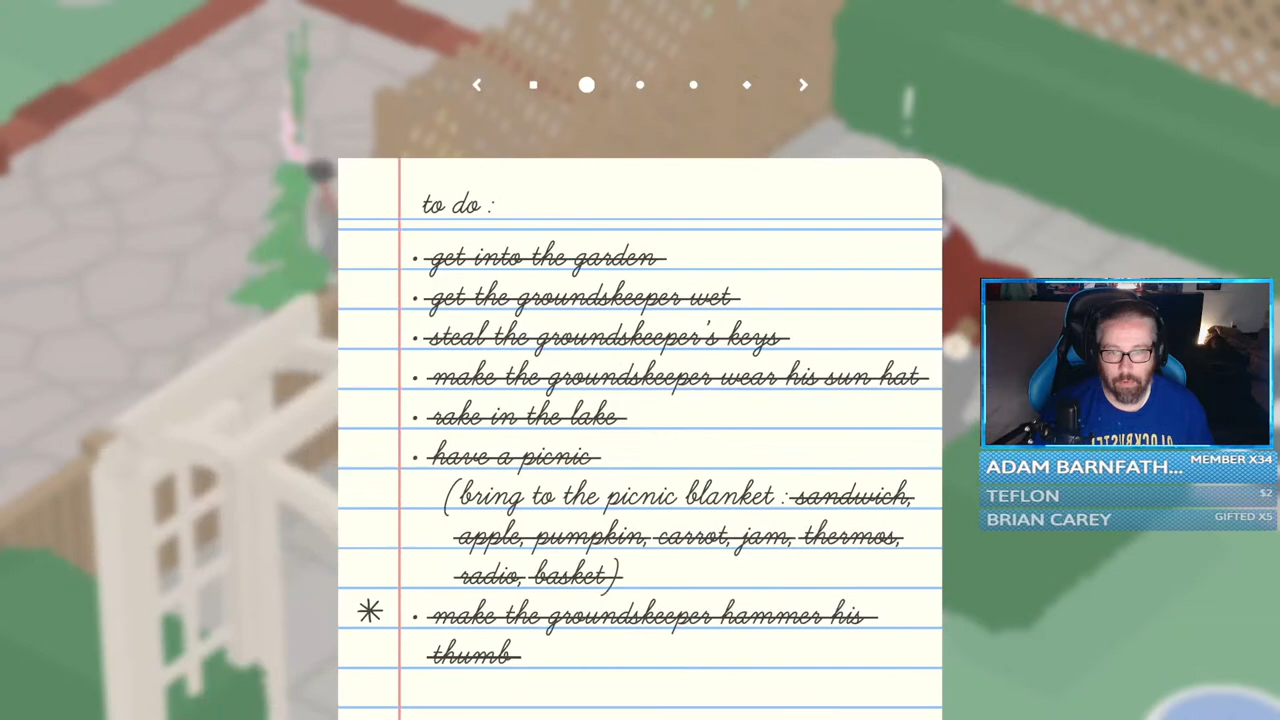 to do :
• get into the garden
• get the groundskeeper wet
• steal the groundskeeper's keys
• make the groundskeeper wear his sun hat
• rake in the lake
• have a picnic
(bring to the picnic blanket : sandwich,
apple, pumpkin, carrot, jam, thermos,
radio, basket)
• make the groundskeeper hammer his
thumb
ADAM BARNFATH... MEMBER X34
TEFLON $2
BRIAN CAREY GIFTED X5